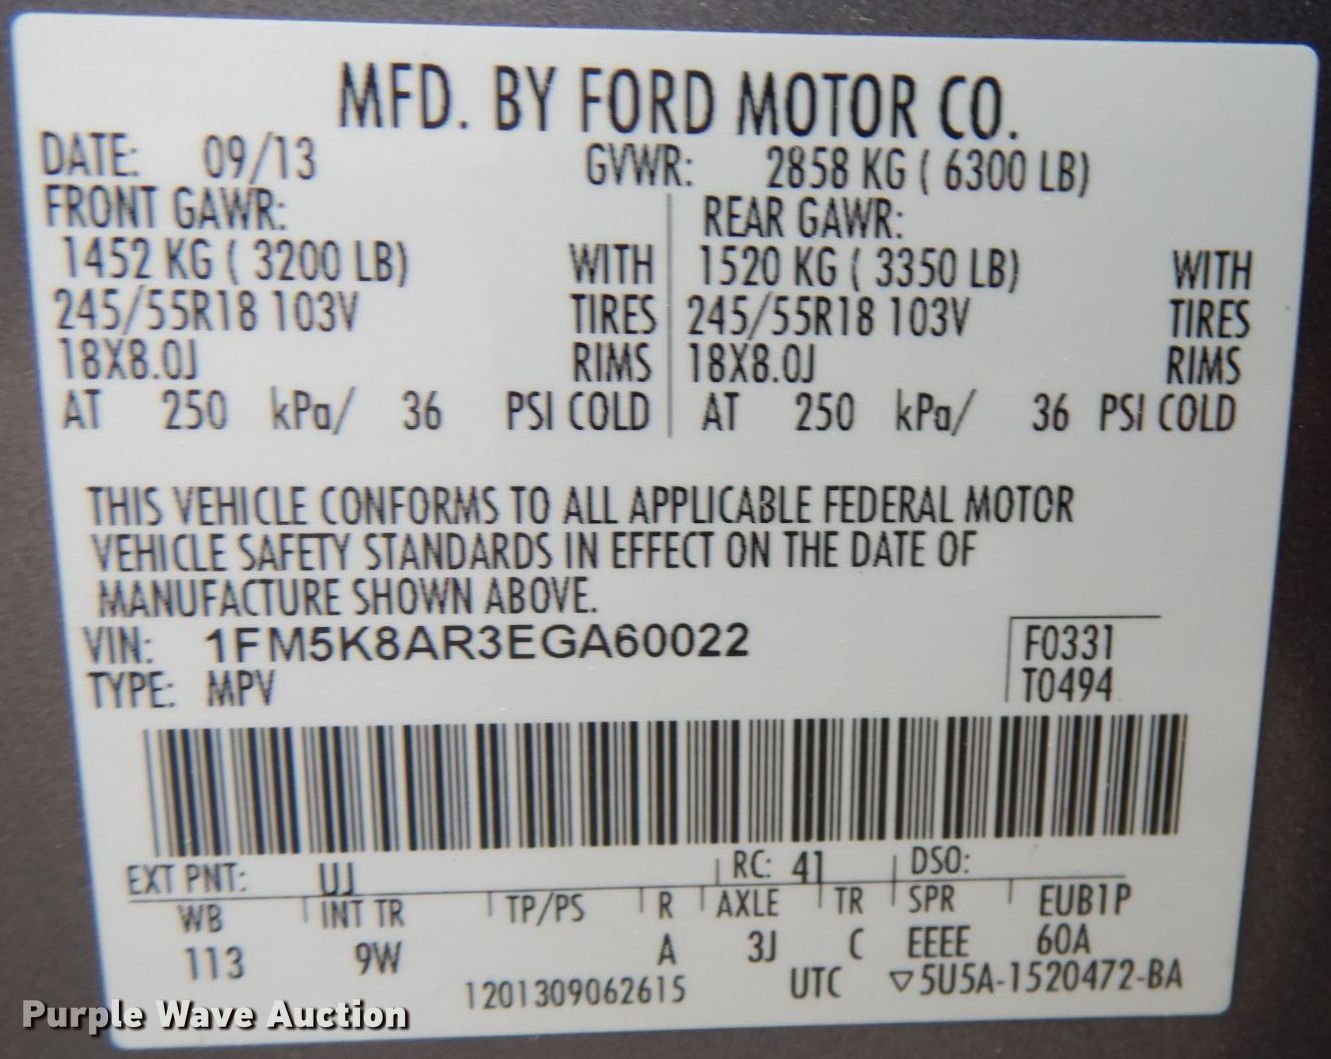 MFD. BY FORD MOTOR CO.
DATE: 09/13 GVWR: 2858 KG ( 6300 LB)
FRONT GAWR: REAR GAWR:
1452 KG ( 3200 LB) WITH 1520 KG ( 3350 LB) WITH
245/55R18 103V TIRES 245/55R18 103V TIRES
18X8.0J RIMS 18X8.0J RIMS
AT 250 kPa/ 36 PSI COLD AT 250 kPa/ 36 PSI COLD
THIS VEHICLE CONFORMS TO ALL APPLICABLE FEDERAL MOTOR
VEHICLE SAFETY STANDARDS IN EFFECT ON THE DATE OF
MANUFACTURE SHOWN ABOVE.
VIN: 1FM5K8AR3EGA60022 F0331
TYPE: MPV T0494
EXT PNT: UJ RC: 41 DSO:
WB INT TR TP/PS R AXLE TR SPR EUB1P
113 9W A 3J C EEEE 60A
1201309062615 UTC ▽5U5A-1520472-BA
Purple Wave Auction